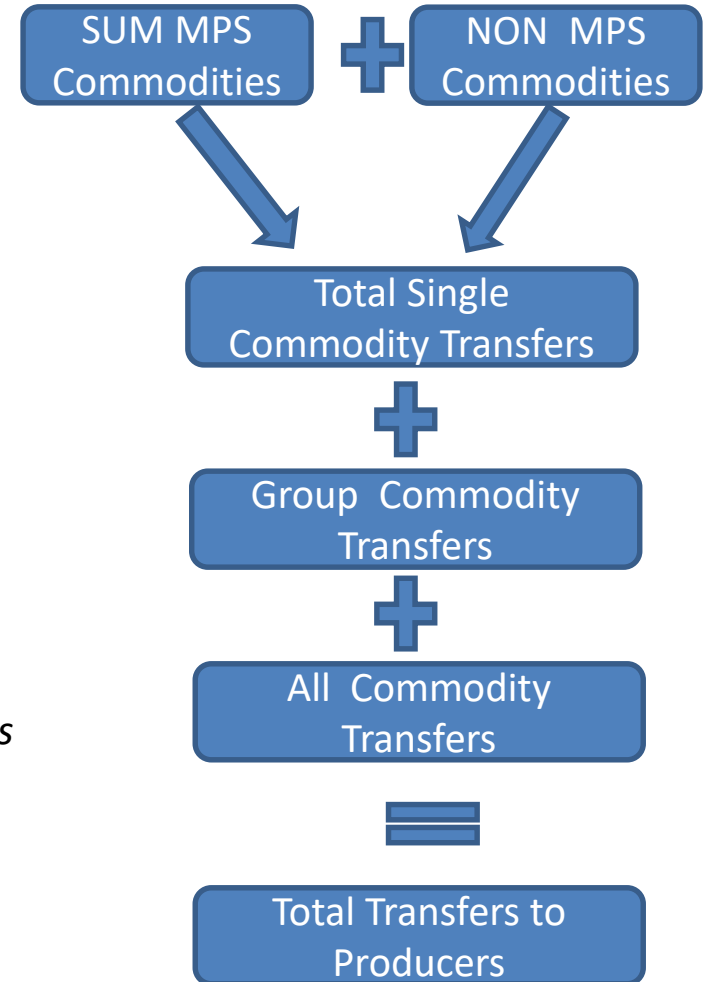 SUM MPS
Commodities
NON MPS
Commodities
Total Single
Commodity Transfers
Group Commodity
Transfers
All Commodity
Transfers
s
Total Transfers to
Producers